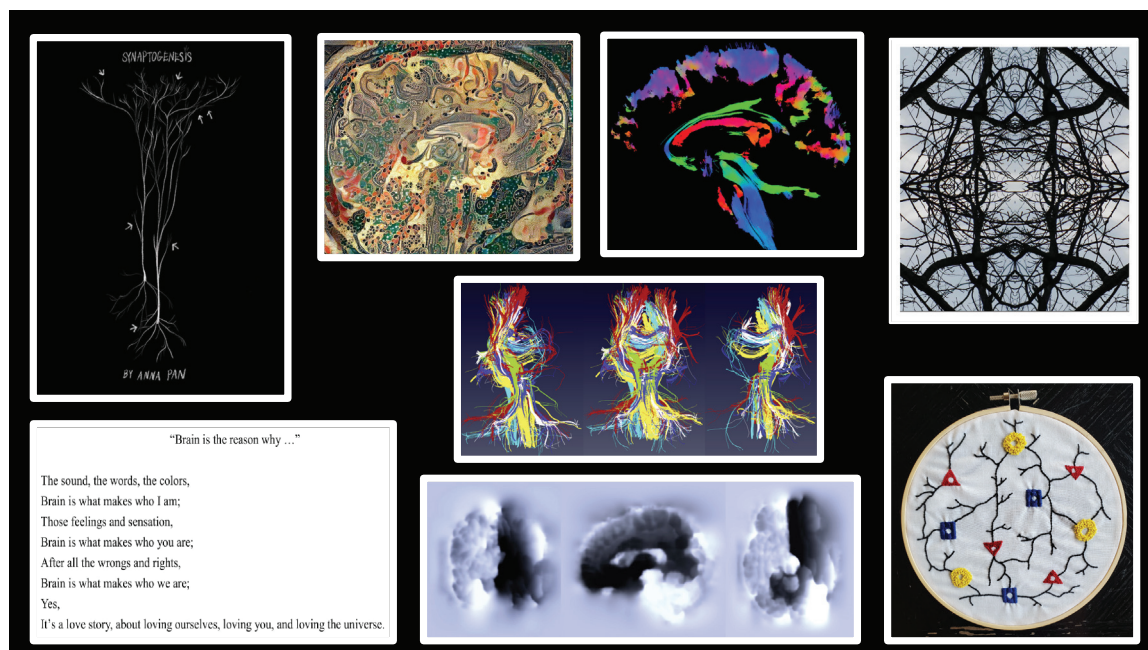 SYNAPTOGENESIS
BY ANNA PAN
“Brain is the reason why …”
The sound, the words, the colors,
Brain is what makes who I am;
Those feelings and sensation,
Brain is what makes who you are;
After all the wrongs and rights,
Brain is what makes who we are;
Yes,
It’s a love story, about loving ourselves, loving you, and loving the universe.